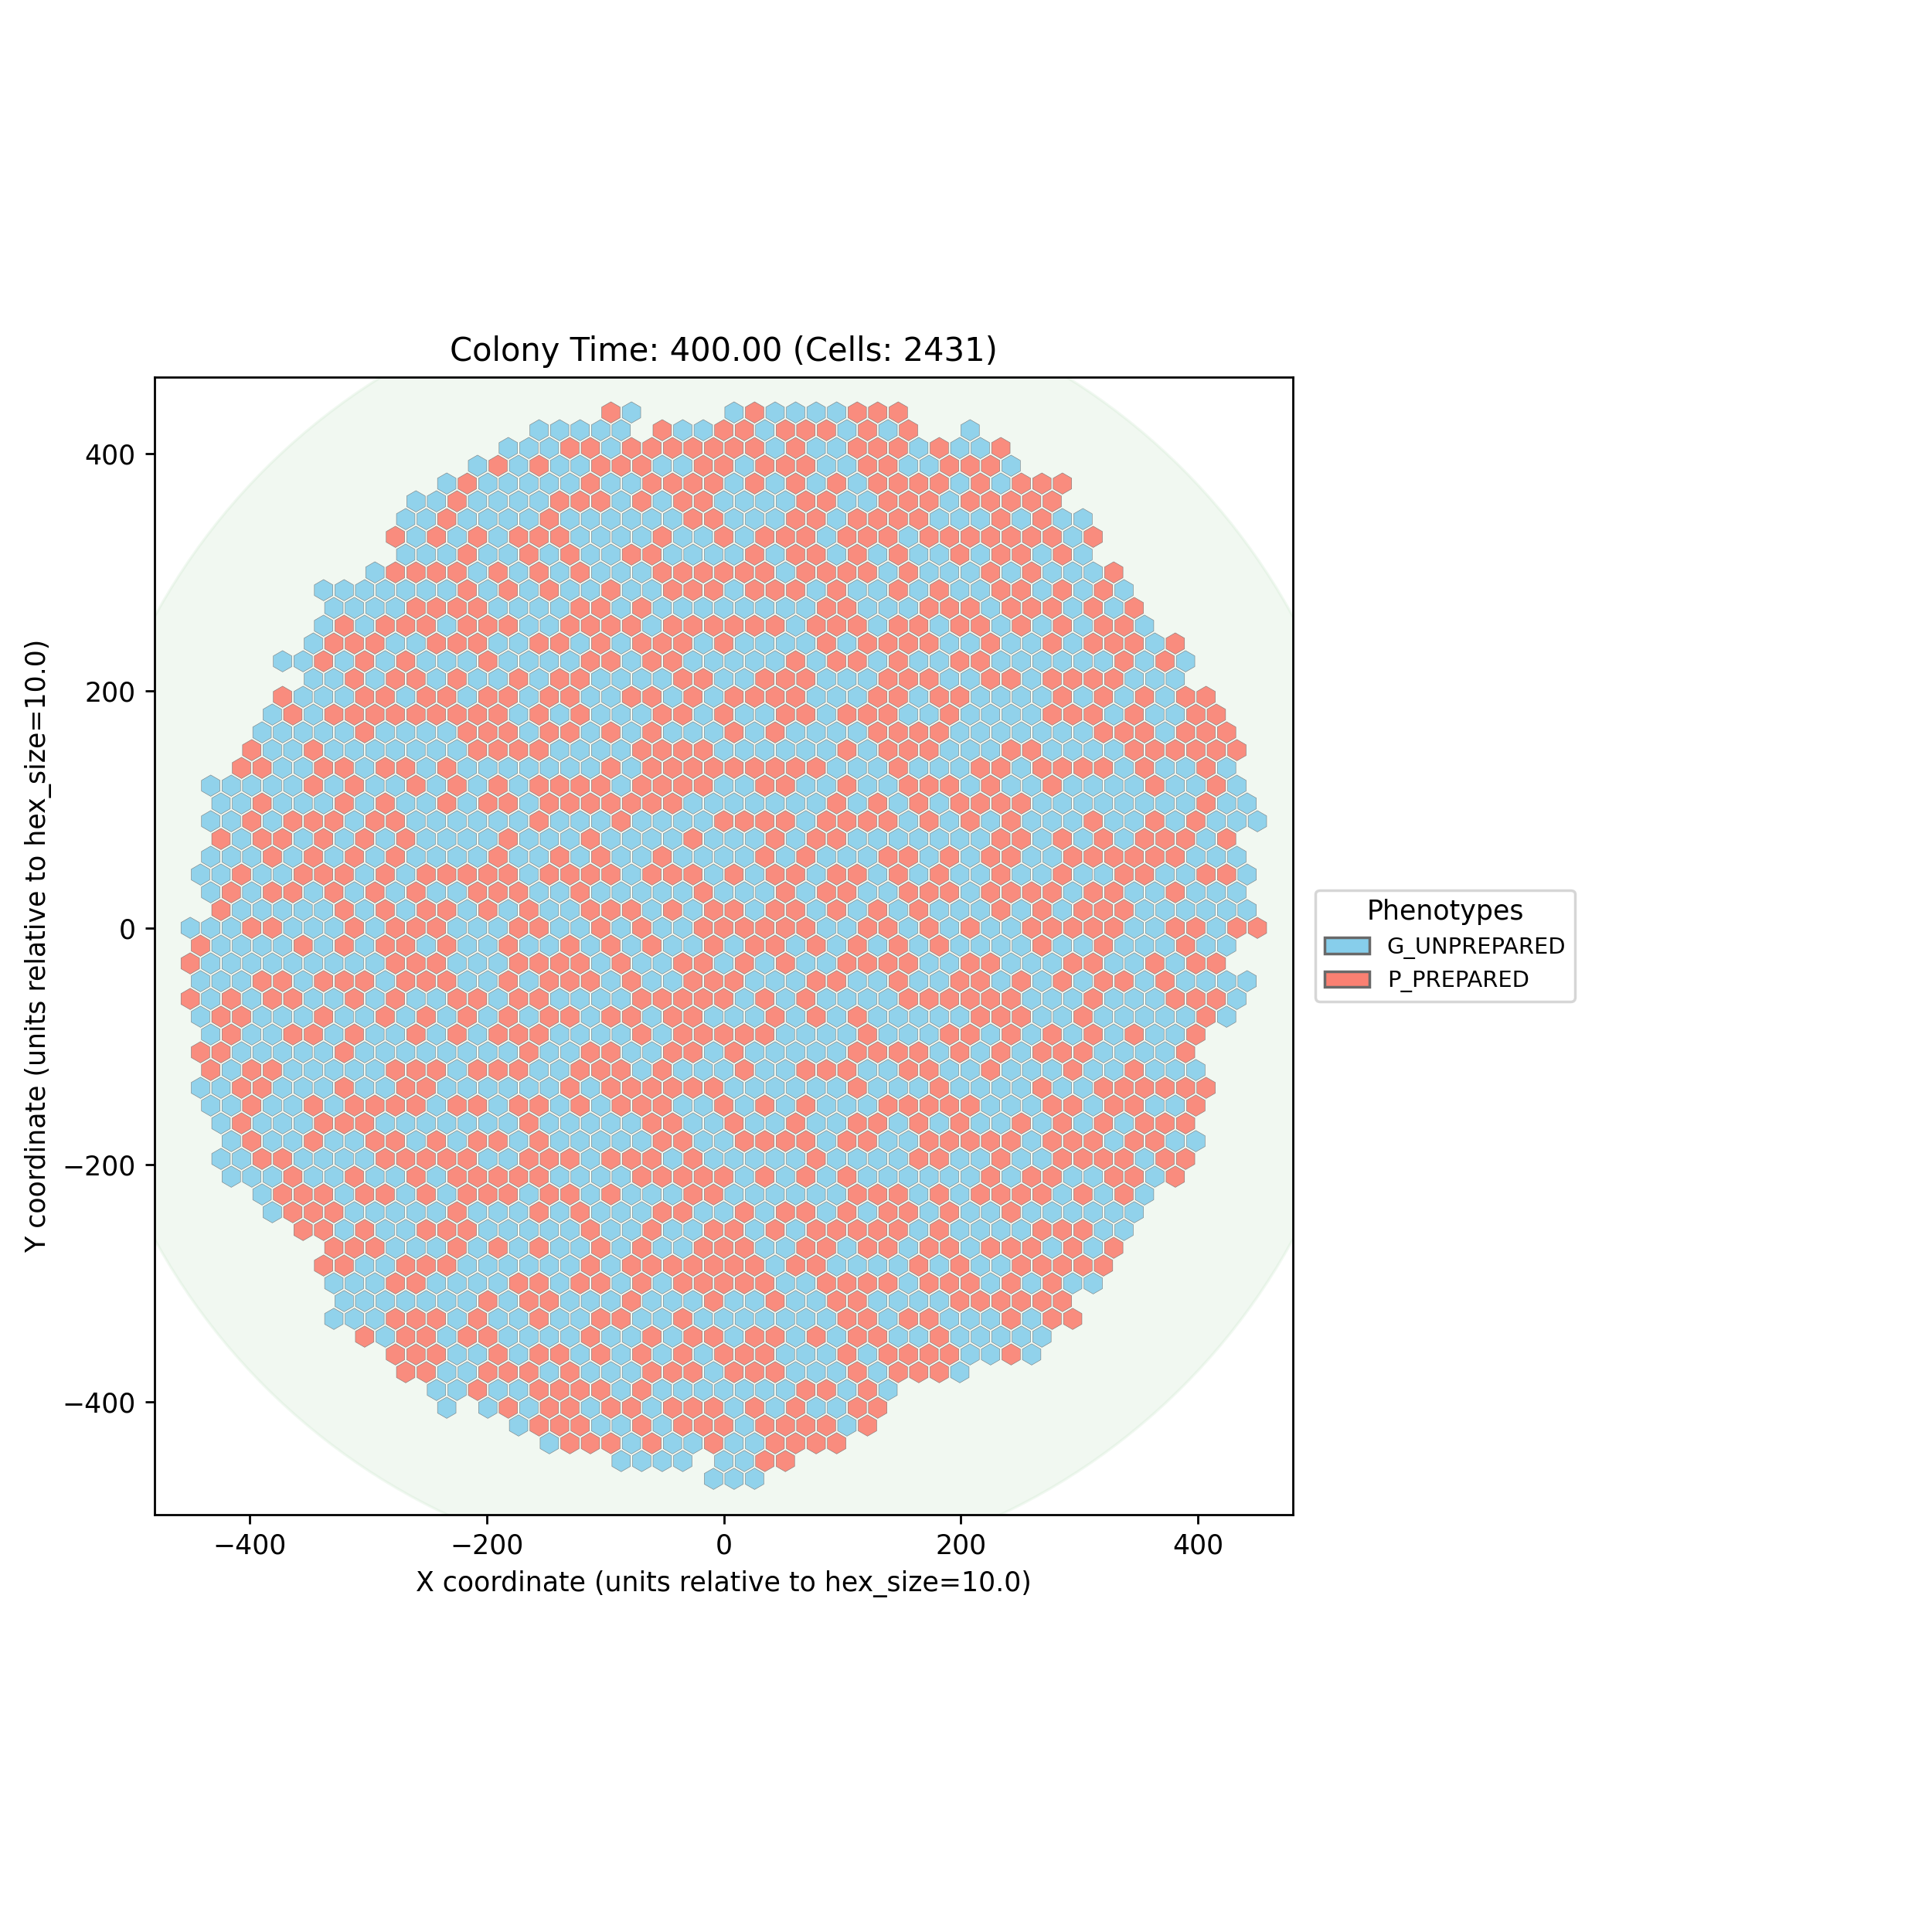 Colony Time: 400.00 (Cells: 2431)
Y coordinate (units relative to hex_size=10.0)
400
200
0
−200
−400
−400
−200
0
200
400
X coordinate (units relative to hex_size=10.0)
Phenotypes
G_UNPREPARED
P_PREPARED